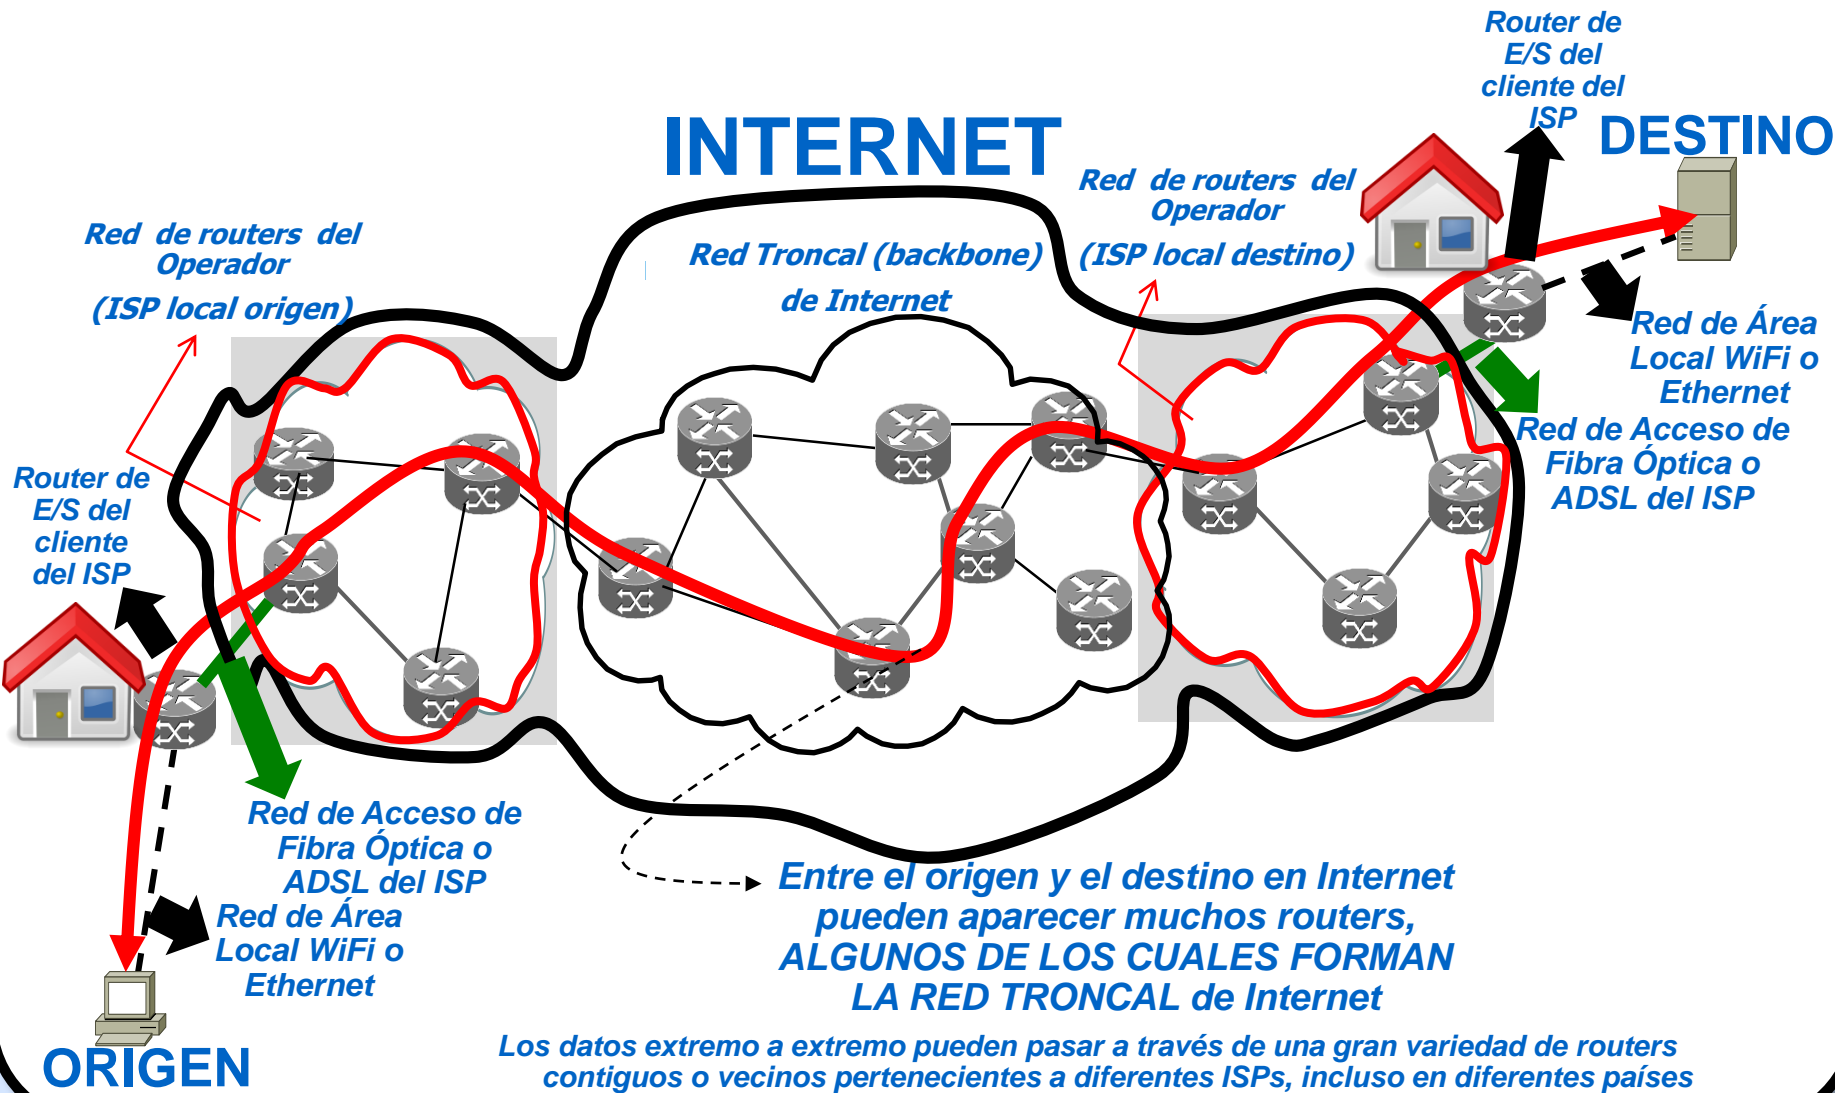 Router de
E/S del
cliente del
ISP
DESTINO
INTERNET
Red de routers del
Operador
(ISP local destino)
Red de routers del
Operador
(ISP local origen)
Red Troncal (backbone)
de Internet
Red de Área
Local WiFi o
Ethernet
Red de Acceso de
Fibra Óptica o
ADSL del ISP
Router de
E/S del
cliente
del ISP
Red de Acceso de
Fibra Óptica o
ADSL del ISP
Red de Área
Local WiFi o
Ethernet
Entre el origen y el destino en Internet
pueden aparecer muchos routers,
ALGUNOS DE LOS CUALES FORMAN
LA RED TRONCAL de Internet
ORIGEN
Los datos extremo a extremo pueden pasar a través de una gran variedad de routers
contiguos o vecinos pertenecientes a diferentes ISPs, incluso en diferentes países